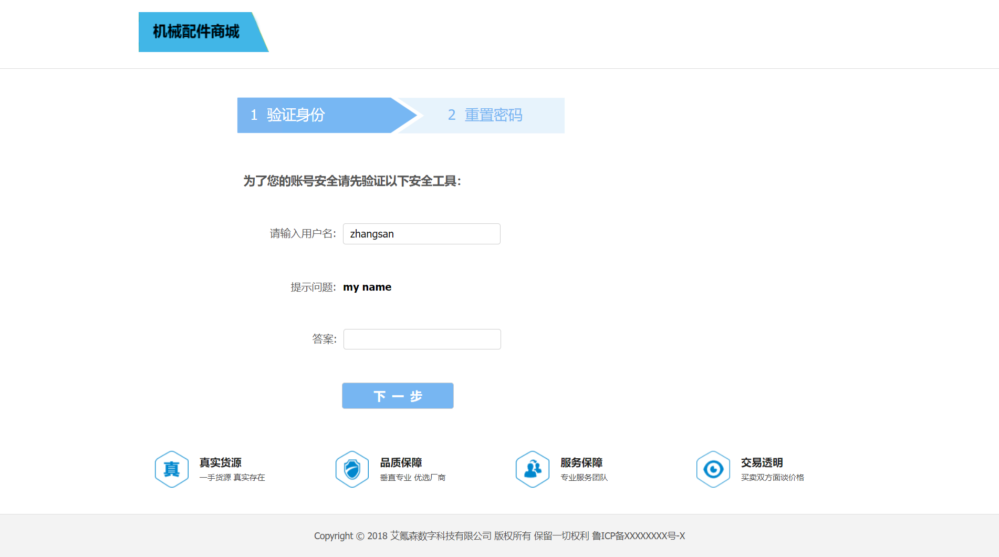 机械配件商城
1 验证身份
2 重置密码
为了您的账号安全请先验证以下安全工具：
请输入用户名: zhangsan
提示问题: my name
答案:
下 一 步
真
真实货源
一手货源 真实存在
品质保障
垂直专业 优选厂商
服务保障
专业服务团队
交易透明
买卖双方面谈价格
Copyright © 2018 艾氪森数字科技有限公司 版权所有 保留一切权利 鲁ICP备XXXXXXXX号-X